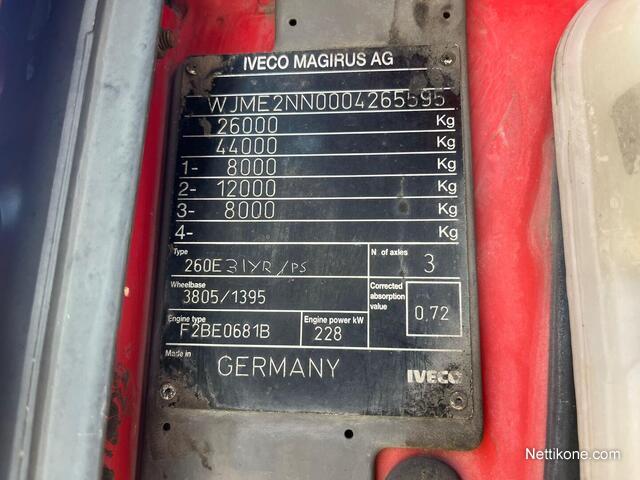 IVECO MAGIRUS AG
WJME2NN0004265595
26000 Kg
44000 Kg
1- 8000 Kg
2- 12000 Kg
3- 8000 Kg
4- Kg
Type 260E31YR/PS N. of axles 3
Wheelbase 3805/1395 Corrected absorption value 0.72
Engine type F2BE0681B Engine power kW 228
Made in GERMANY IVECO
Nettikone.com